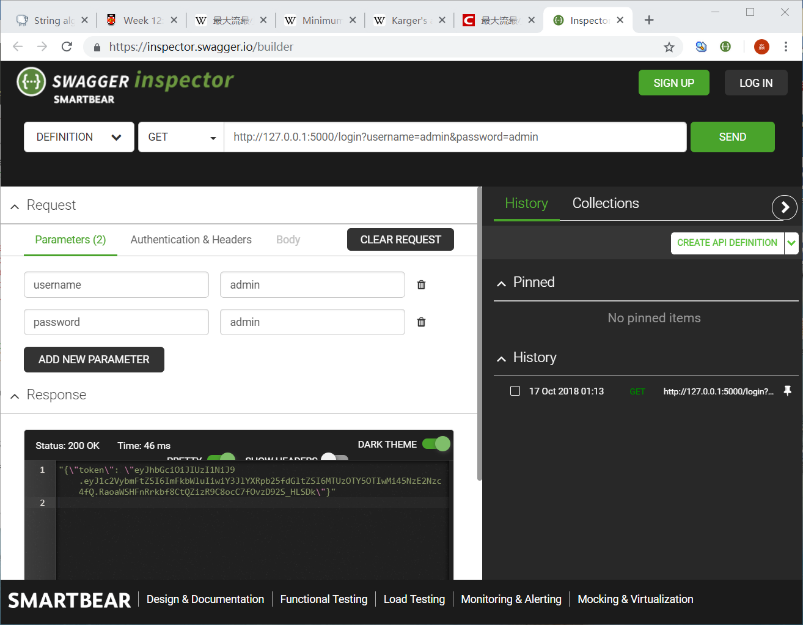 String al
Week 12.
最大流最
Minimum
Karger's
最大流最
Inspector
https://inspector.swagger.io/builder
SWAGGER inspector
SMARTBEAR
SIGN UP
LOG IN
DEFINITION
GET
http://127.0.0.1:5000/login?username=admin&password=admin
SEND
Request
Parameters (2)
Authentication & Headers
Body
CLEAR REQUEST
username
admin
password
admin
ADD NEW PARAMETER
Response
Status: 200 OK
Time: 46 ms
DARK THEME
PRETTY
SHOW HEADERS
1
"{\"token\": \"eyJhbGciOiJIUzI1NiJ9
2
History
Collections
CREATE API DEFINITION
Pinned
No pinned items
History
17 Oct 2018 01:13
GET
http://127.0.0.1:5000/login?...
SMARTBEAR
Design & Documentation
Functional Testing
Load Testing
Monitoring & Alerting
Mocking & Virtualization